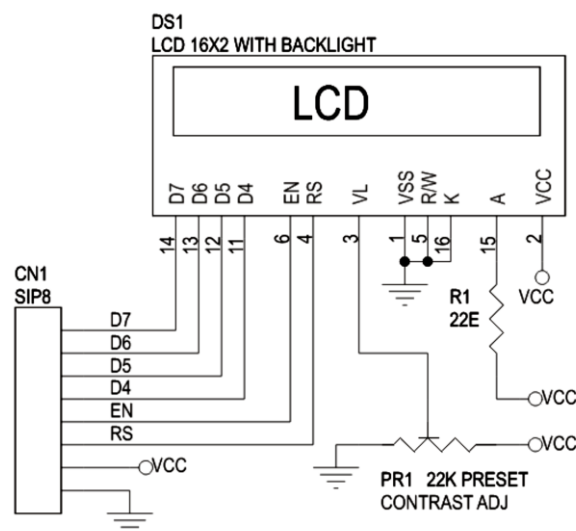 DS1
LCD 16X2 WITH BACKLIGHT
LCD
D7 D6 D5 D4 EN RS VL VSS R/W K A VCC
14 13 12 11 6 4 3 1 5 16 15 2
CN1
SIP8
R1
22E
VCC
D7
D6
D5
D4
VCC
EN
RS
VCC
VCC
PR1 22K PRESET
CONTRAST ADJ